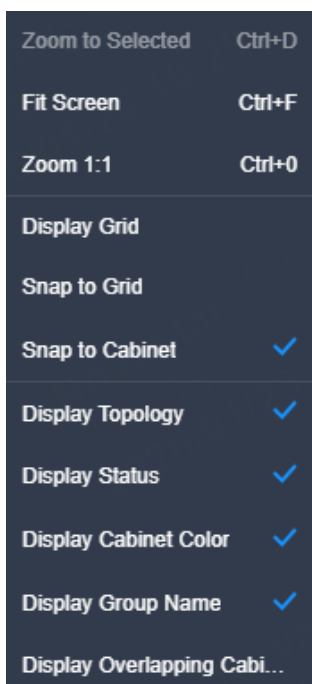 Zoom to Selected Ctrl+D
Fit Screen Ctrl+F
Zoom 1:1 Ctrl+0
Display Grid
Snap to Grid
Snap to Cabinet
Display Topology
Display Status
Display Cabinet Color
Display Group Name
Display Overlapping Cabi...